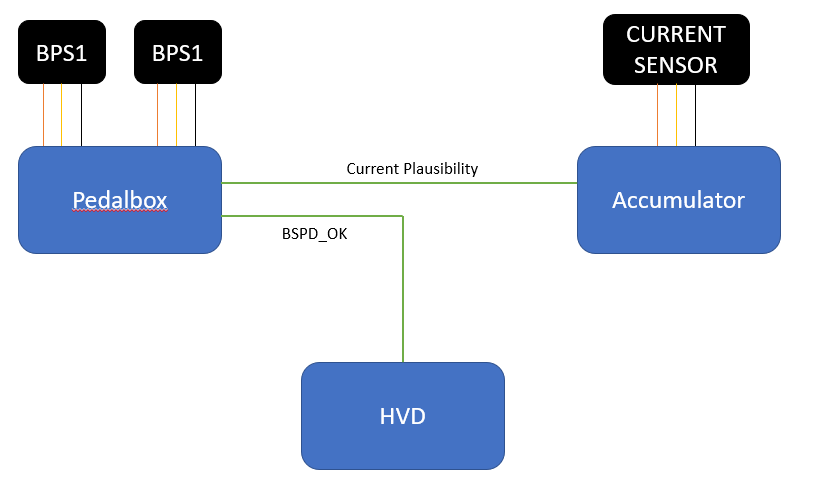 BPS1
BPS1
CURRENT
SENSOR
Current Plausibility
Pedalbox
Accumulator
BSPD_OK
HVD